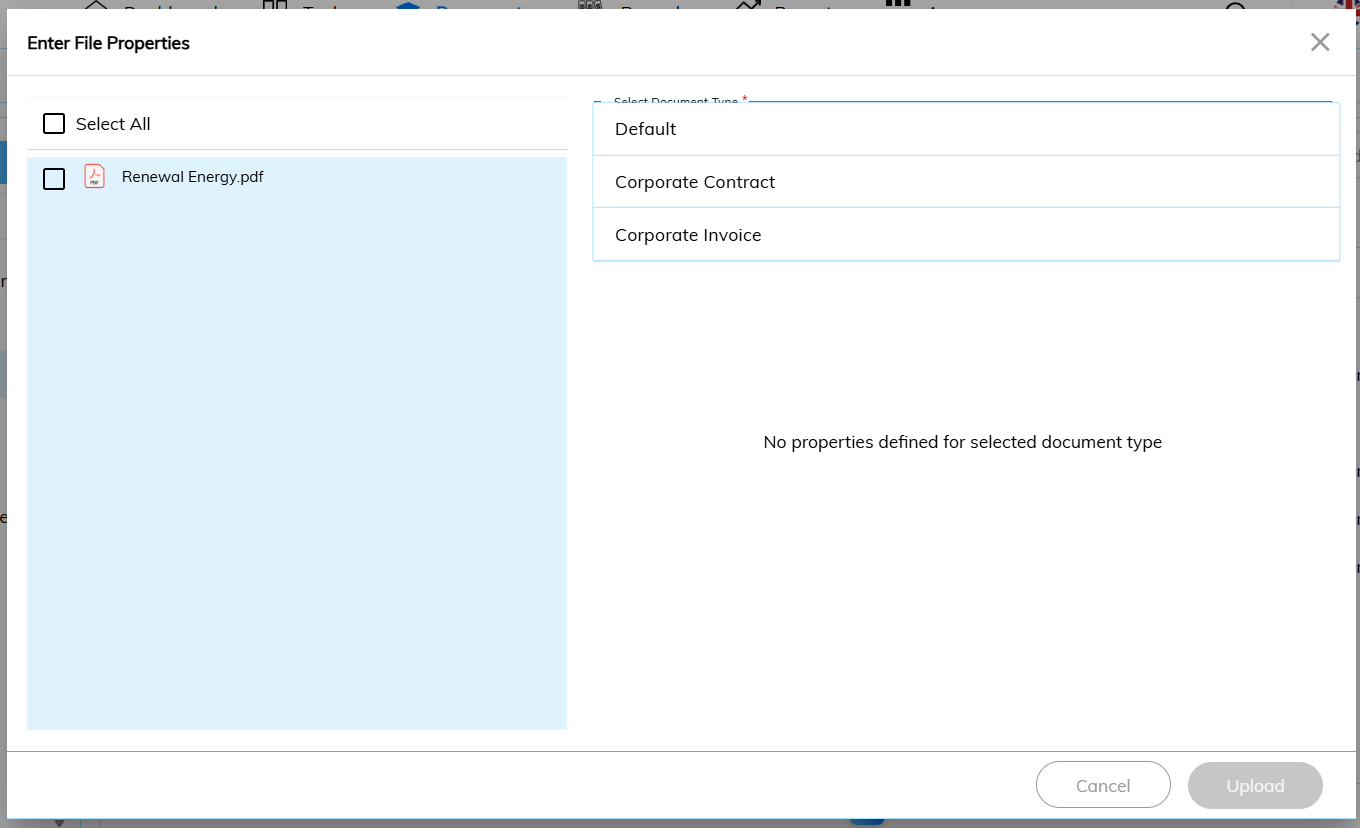 Enter File Properties
Select All
PDF
Renewal Energy.pdf
Select Document Type *
Default
Corporate Contract
Corporate Invoice
No properties defined for selected document type
Cancel
Upload